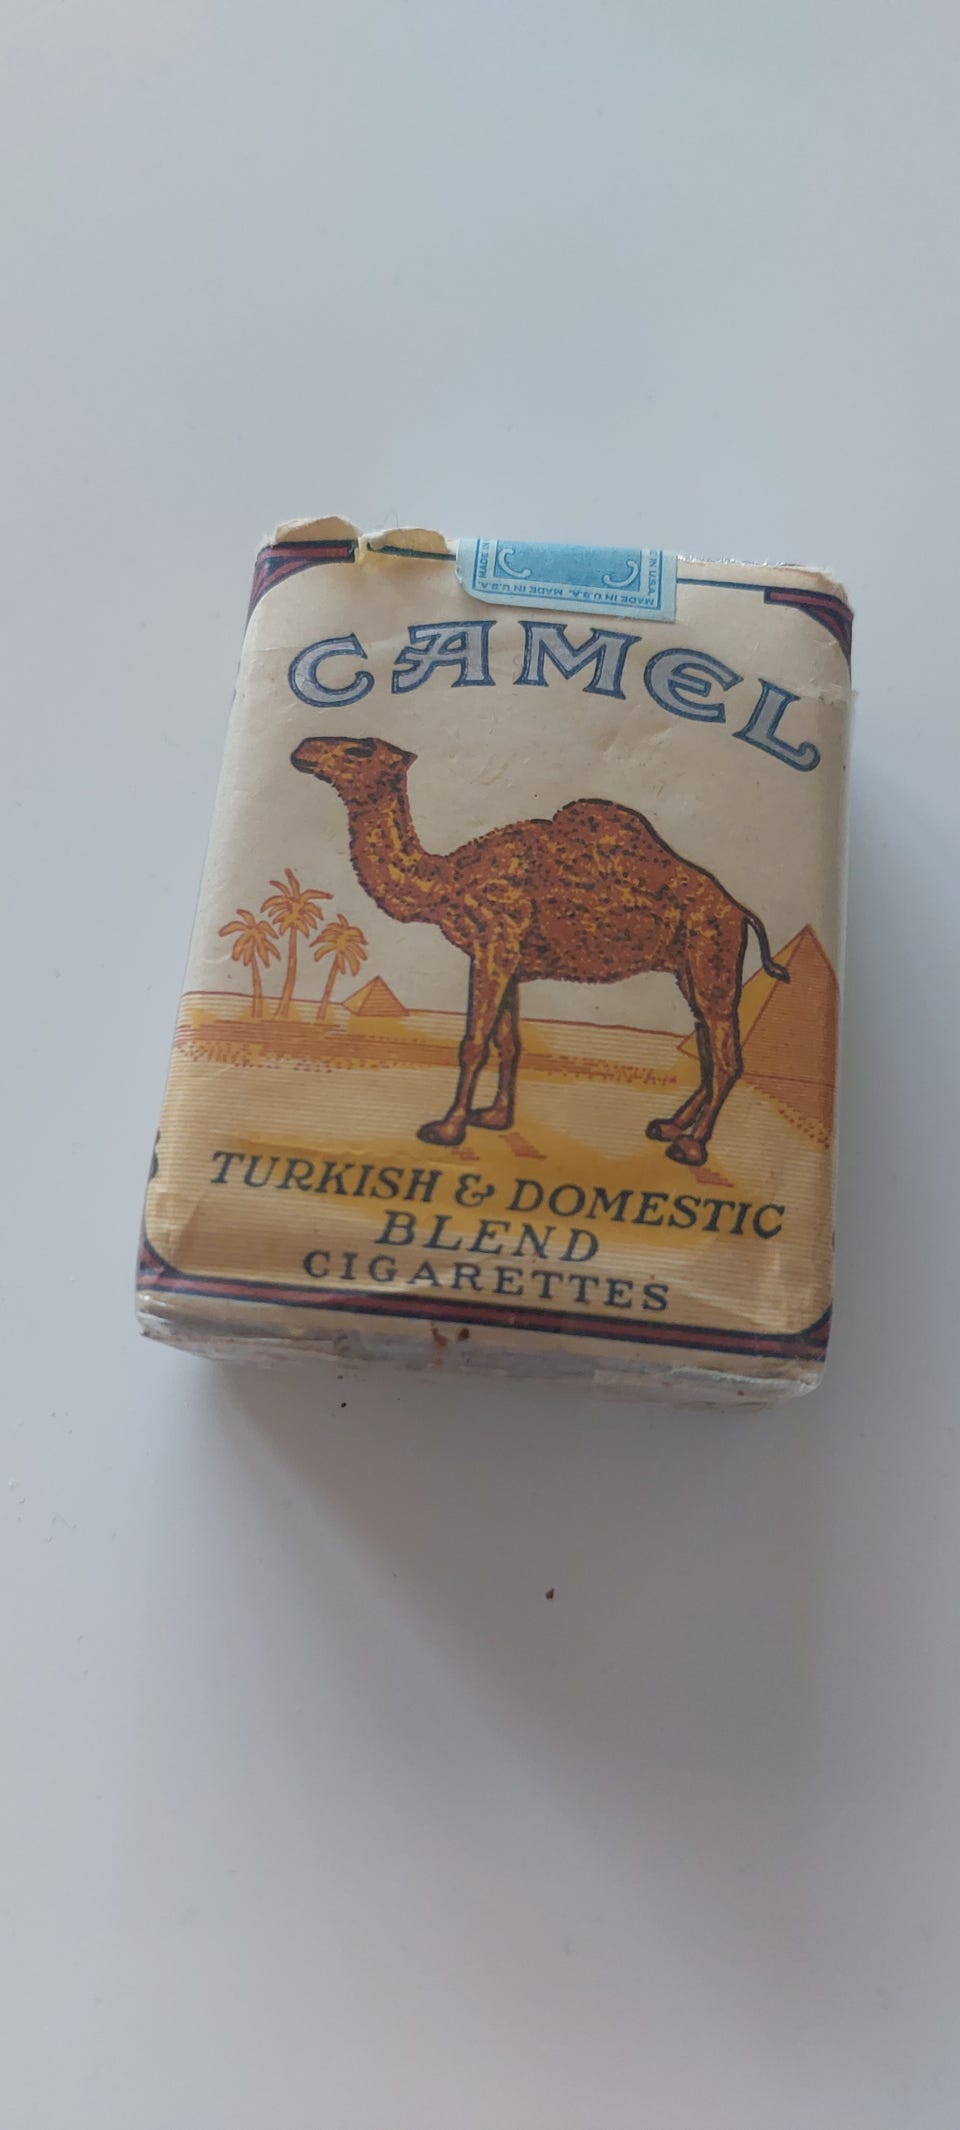 MADE IN U.S.A. MADE IN U.S.A.
CAMEL
TURKISH & DOMESTIC
BLEND
CIGARETTES